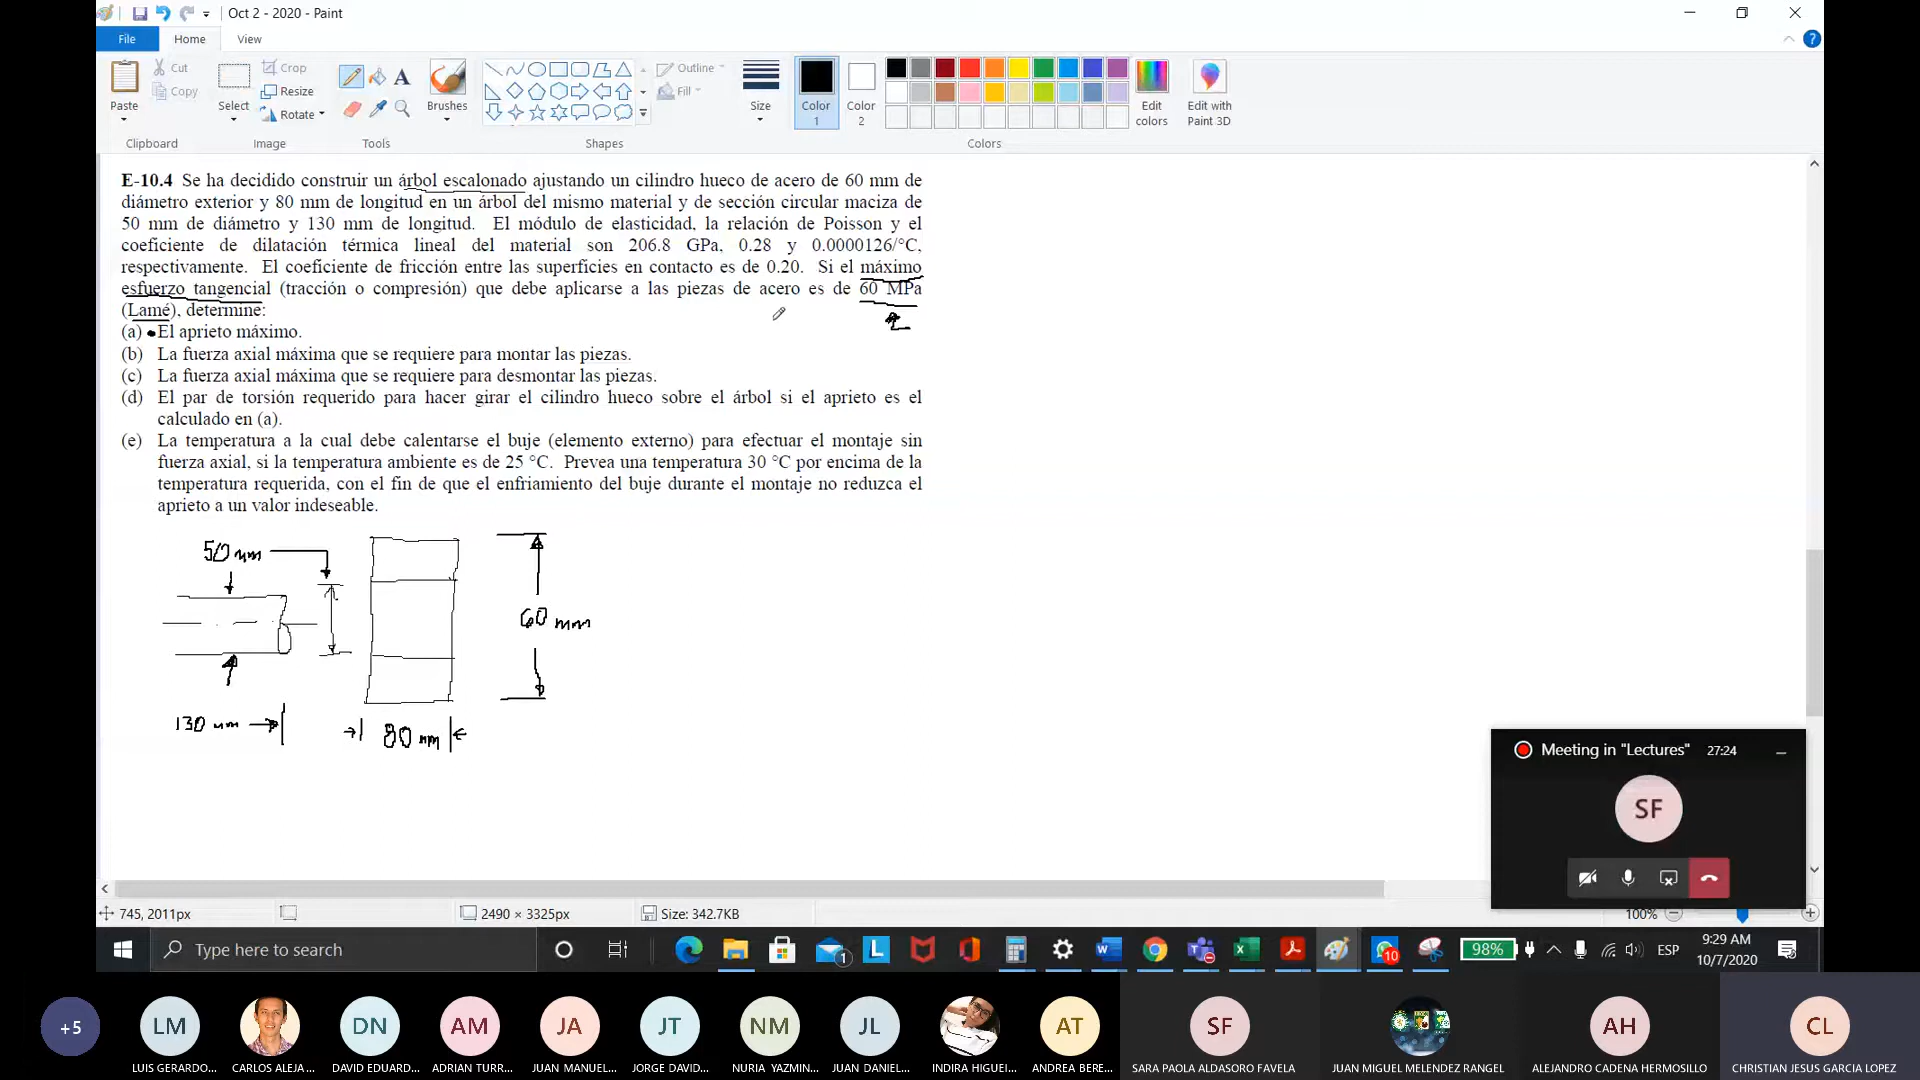 Oct 2 - 2020 - Paint
File Home View
Paste
Cut
Copy
Clipboard
Select
Crop
Resize
Rotate
Image
A
Tools
Brushes
Shapes
Outline
Fill
Size
Color 1
Color 2
Colors
Edit colors
Edit with Paint 3D
E-10.4 Se ha decidido construir un árbol escalonado ajustando un cilindro hueco de acero de 60 mm de
diámetro exterior y 80 mm de longitud en un árbol del mismo material y de sección circular maciza de
50 mm de diámetro y 130 mm de longitud. El módulo de elasticidad, la relación de Poisson y el
coeficiente de dilatación térmica lineal del material son 206.8 GPa, 0.28 y 0.0000126/°C,
respectivamente. El coeficiente de fricción entre las superficies en contacto es de 0.20. Si el máximo
esfuerzo tangencial (tracción o compresión) que debe aplicarse a las piezas de acero es de 60 MPa
(Lamé), determine:
(a) El aprieto máximo.
(b) La fuerza axial máxima que se requiere para montar las piezas.
(c) La fuerza axial máxima que se requiere para desmontar las piezas.
(d) El par de torsión requerido para hacer girar el cilindro hueco sobre el árbol si el aprieto es el
calculado en (a).
(e) La temperatura a la cual debe calentarse el buje (elemento externo) para efectuar el montaje sin
fuerza axial, si la temperatura ambiente es de 25 °C. Prevea una temperatura 30 °C por encima de la
temperatura requerida, con el fin de que el enfriamiento del buje durante el montaje no reduzca el
aprieto a un valor indeseable.
50 mm
60 mm
130 mm
80 mm
Meeting in "Lectures" 27:24
SF
745, 2011px
2490 × 3325px
Size: 342.7KB
100%
Type here to search
1
10
98%
ESP
9:29 AM
10/7/2020
+5
LM
LUIS GERARDO...
CARLOS ALEJA...
DN
DAVID EDUARD...
AM
ADRIAN TURR...
JA
JUAN MANUEL...
JT
JORGE DAVID...
NM
NURIA YAZMIN...
JL
JUAN DANIEL...
INDIRA HIGUEI...
AT
ANDREA BERE...
SF
SARA PAOLA ALDASORO FAVELA
JUAN MIGUEL MELENDEZ RANGEL
AH
ALEJANDRO CADENA HERMOSILLO
CL
CHRISTIAN JESUS GARCIA LOPEZ